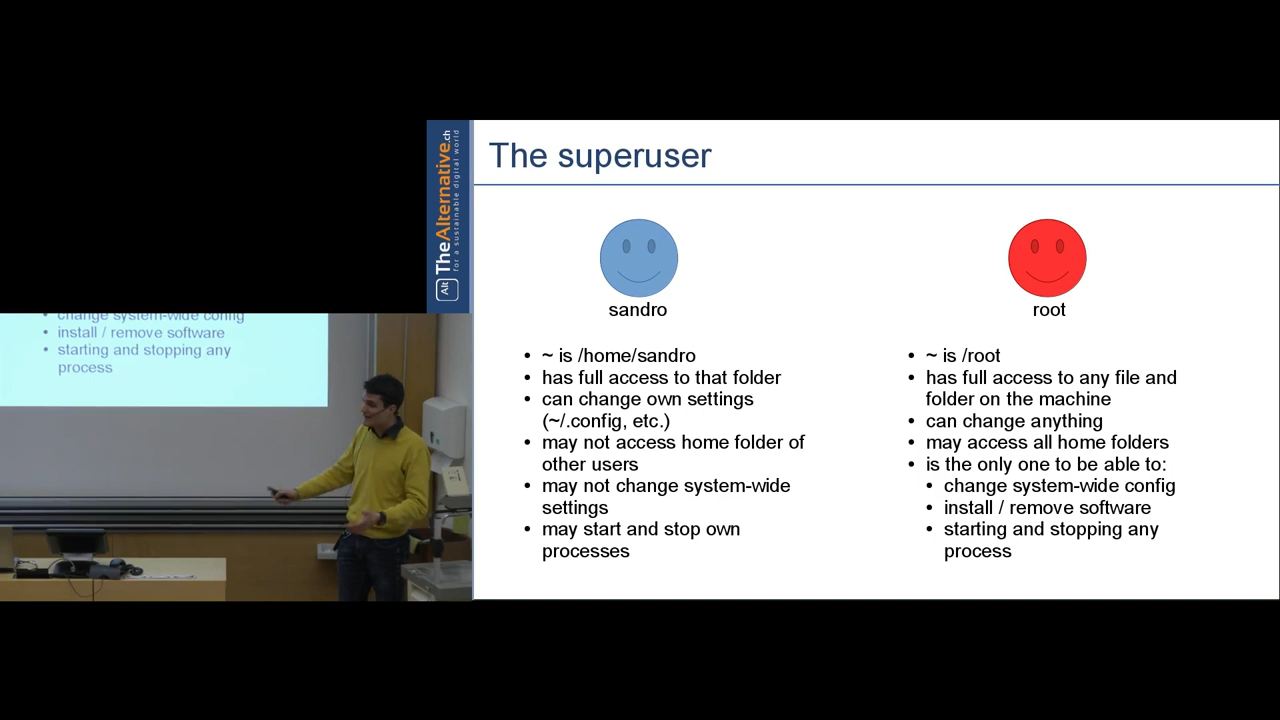 The superuser
TheAlternative.ch
for a sustainable digital world
Alt
sandro
• ~ is /home/sandro
• has full access to that folder
• can change own settings
(~/.config, etc.)
• may not access home folder of
other users
• may not change system-wide
settings
• may start and stop own
processes
root
• ~ is /root
• has full access to any file and
folder on the machine
• can change anything
• may access all home folders
• is the only one to be able to:
• change system-wide config
• install / remove software
• starting and stopping any
process
change system-wide config
• install / remove software
• starting and stopping any
process